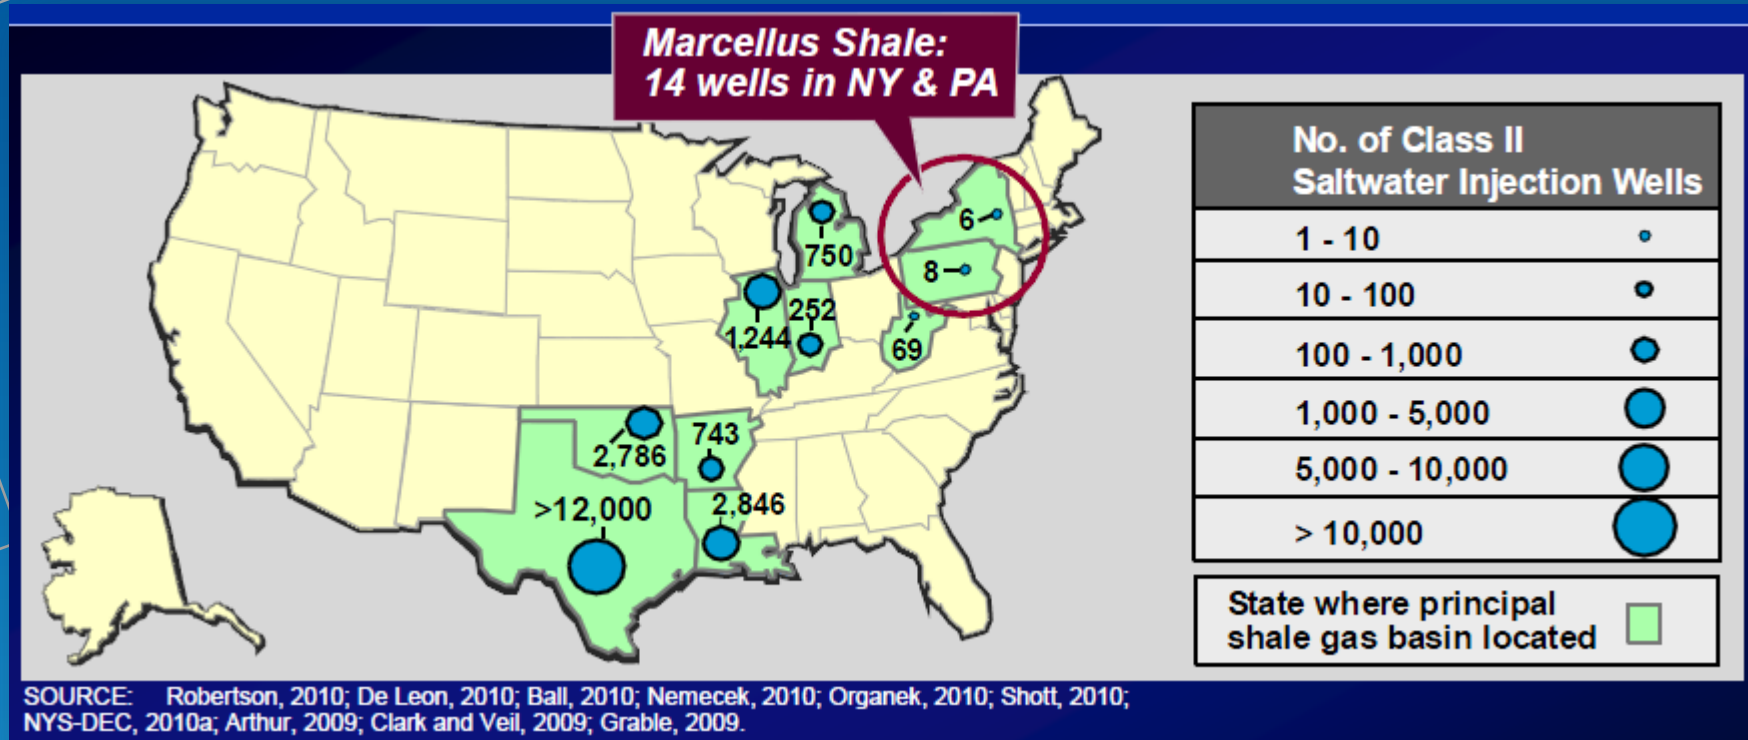 Marcellus Shale:
14 wells in NY & PA
6
8
750
252
1,244
69
743
2,786
2,846
>12,000
No. of Class II
Saltwater Injection Wells
1 - 10
10 - 100
100 - 1,000
1,000 - 5,000
5,000 - 10,000
> 10,000
State where principal
shale gas basin located
SOURCE: Robertson, 2010; De Leon, 2010; Ball, 2010; Nemecek, 2010; Organek, 2010; Shott, 2010;
NYS-DEC, 2010a; Arthur, 2009; Clark and Veil, 2009; Grable, 2009.